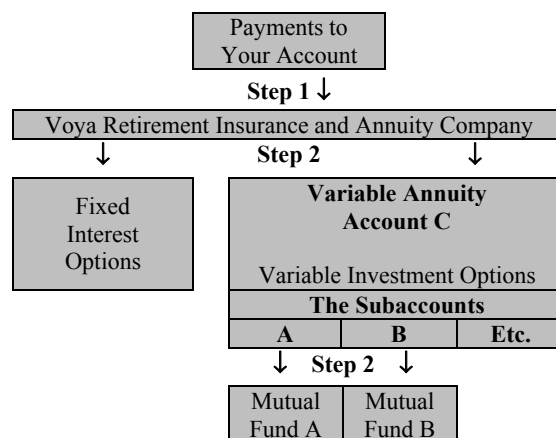 Payments to
Your Account
Step 1 ↓
Voya Retirement Insurance and Annuity Company
↓ Step 2 ↓
Fixed
Interest
Options
Variable Annuity
Account C
Variable Investment Options
The Subaccounts
A B Etc.
↓ Step 2 ↓
Mutual
Fund A
Mutual
Fund B